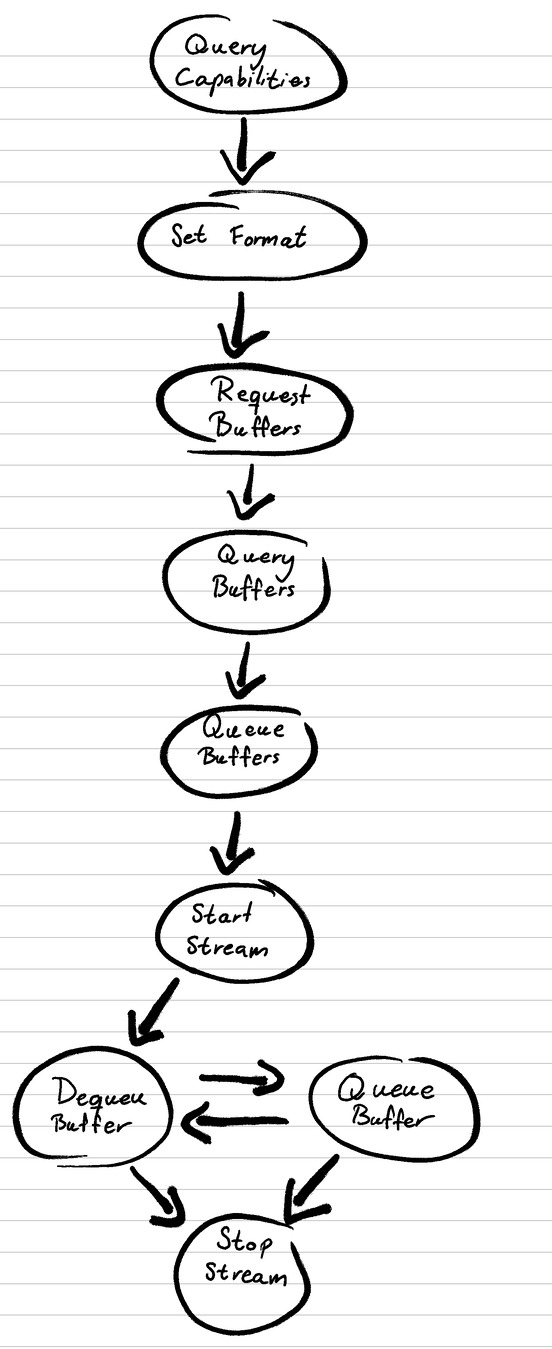 Query
Capabilities
Set Format
Request
Buffers
Query
Buffers
Queue
Buffers
Start
Stream
Dequeu
Buffer
Queue
Buffer
Stop
Stream